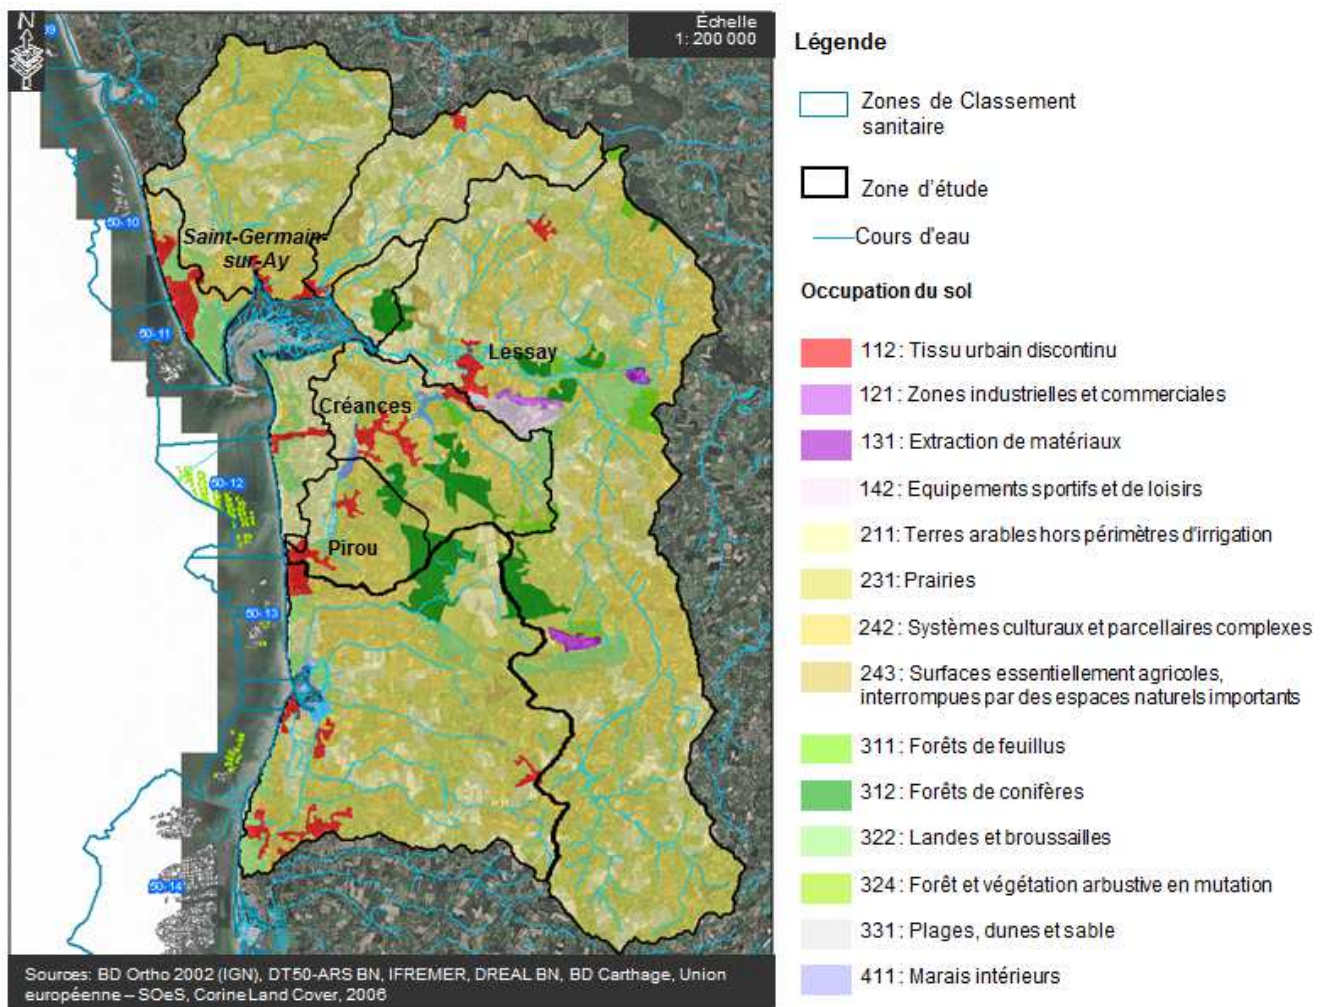 N
Echelle
1: 200 000
50-10
Saint-Germain-
sur-Ay
50-11
Lessay
Créances
50-12
Pirou
50-13
50-14
Sources: BD Ortho 2002 (IGN), DT50-ARS BN, IFREMER, DREAL BN, BD Carthage, Union
européenne – SOeS, Corine Land Cover, 2006
Légende
Zones de Classement
sanitaire
Zone d'étude
Cours d'eau
Occupation du sol
112 : Tissu urbain discontinu
121 : Zones industrielles et commerciales
131 : Extraction de matériaux
142 : Equipements sportifs et de loisirs
211 : Terres arables hors périmètres d'irrigation
231 : Prairies
242 : Systèmes culturaux et parcellaires complexes
243 : Surfaces essentiellement agricoles,
interrompues par des espaces naturels importants
311 : Forêts de feuillus
312 : Forêts de conifères
322 : Landes et broussailles
324 : Forêt et végétation arbustive en mutation
331 : Plages, dunes et sable
411 : Marais intérieurs